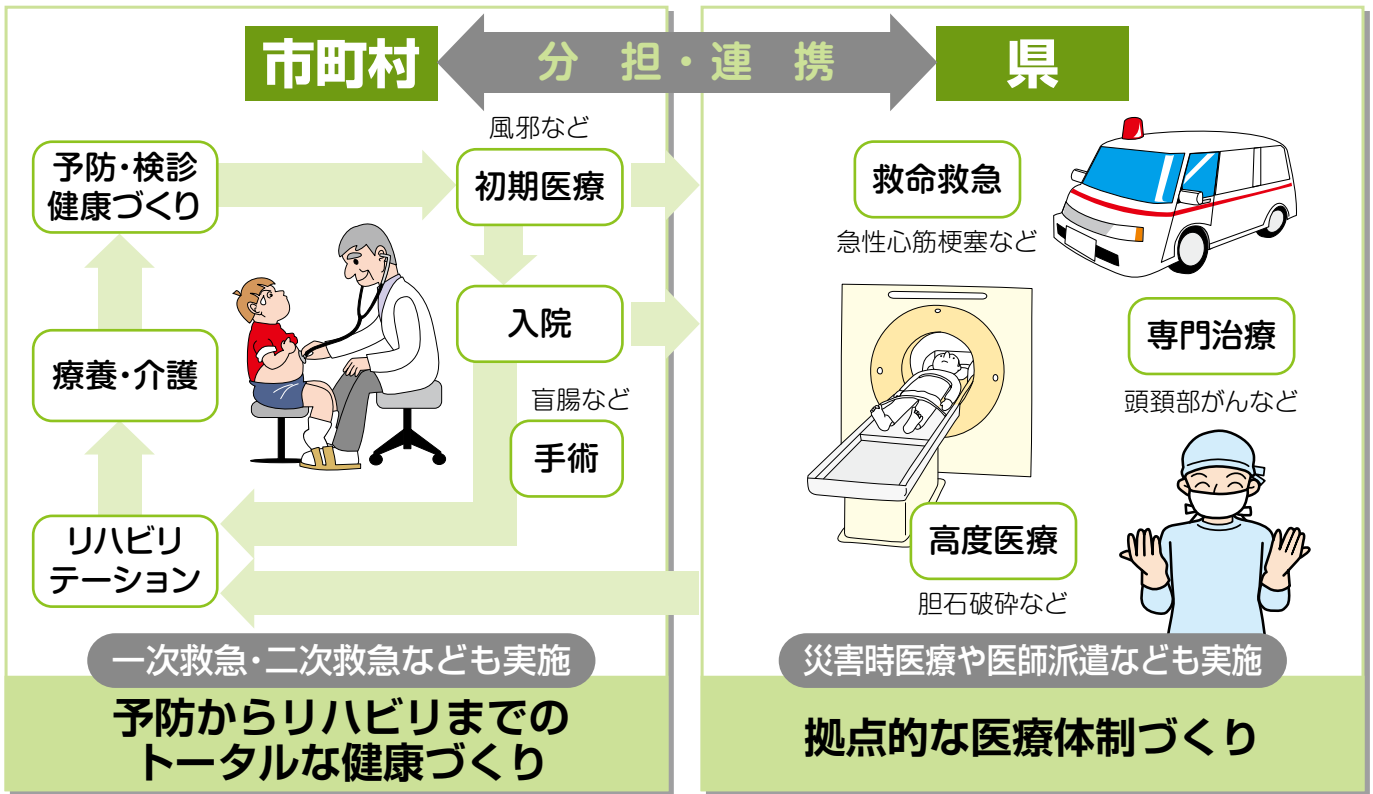 市町村
分担・連携
県
予防・検診
健康づくり
風邪など
初期医療
入院
盲腸など
手術
療養・介護
リハビリ
テーション
一次救急・二次救急なども実施
予防からリハビリまでの
トータルな健康づくり
救命救急
急性心筋梗塞など
専門治療
頭頚部がんなど
高度医療
胆石破砕など
災害時医療や医師派遣なども実施
拠点的な医療体制づくり